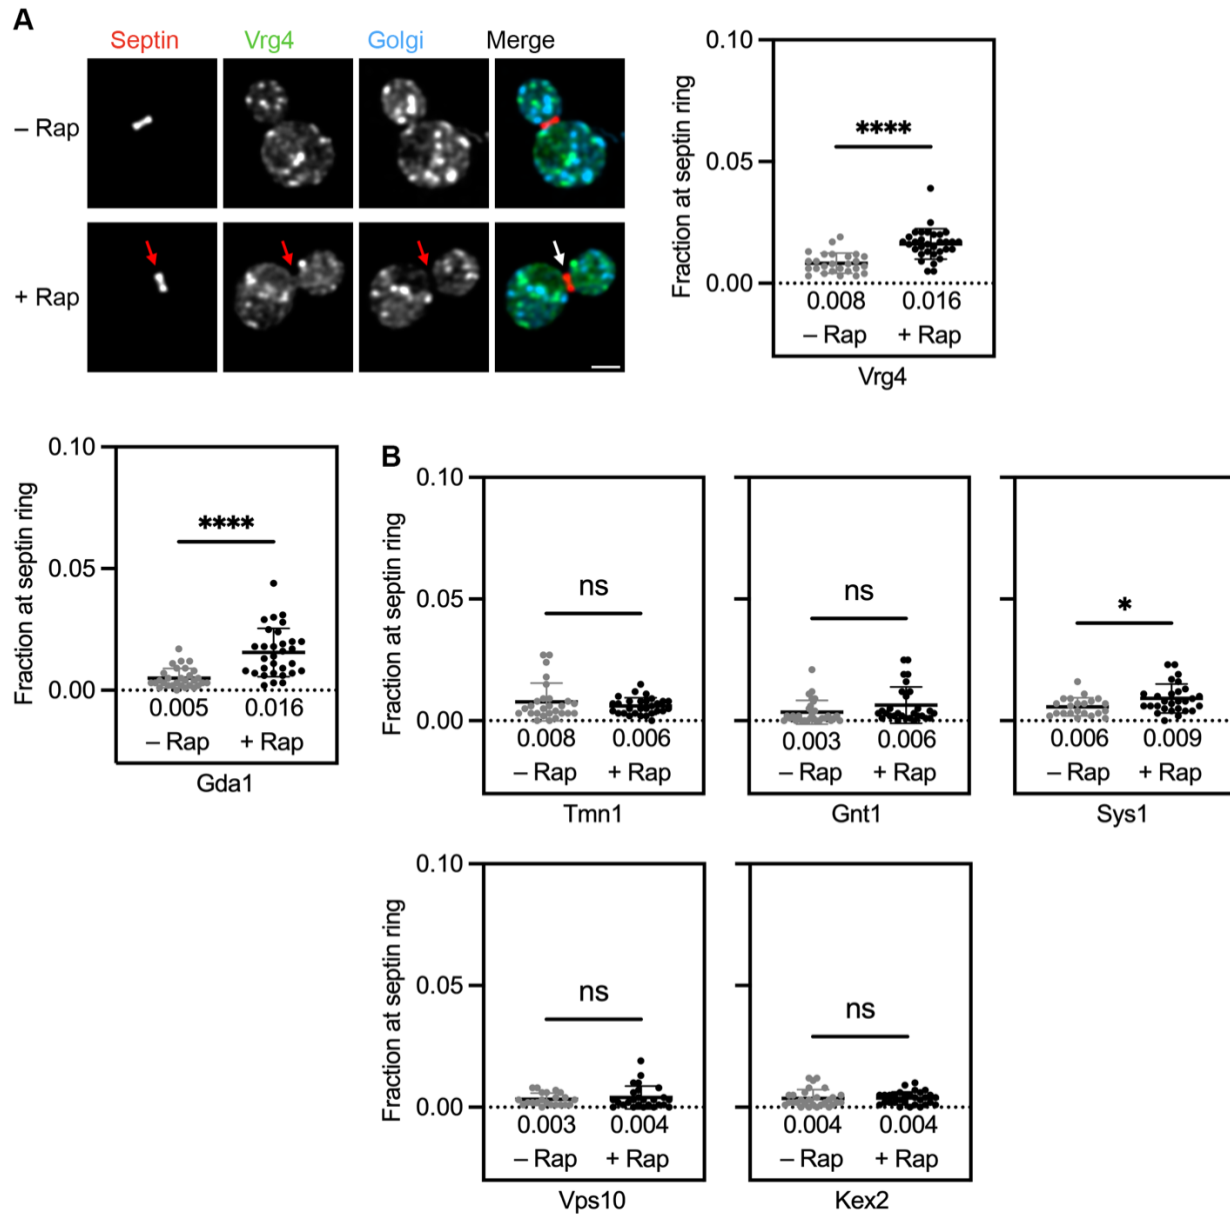 A
Septin Vrg4 Golgi Merge
– Rap
+ Rap
Fraction at septin ring
0.10
0.05
0.00
****
0.008 0.016
– Rap + Rap
Vrg4
Fraction at septin ring
0.10
0.05
0.00
****
0.005 0.016
– Rap + Rap
Gda1
B
Fraction at septin ring
0.10
0.05
0.00
ns
0.008 0.006
– Rap + Rap
Tmn1
ns
0.003 0.006
– Rap + Rap
Gnt1
*
0.006 0.009
– Rap + Rap
Sys1
Fraction at septin ring
0.10
0.05
0.00
ns
0.003 0.004
– Rap + Rap
Vps10
ns
0.004 0.004
– Rap + Rap
Kex2